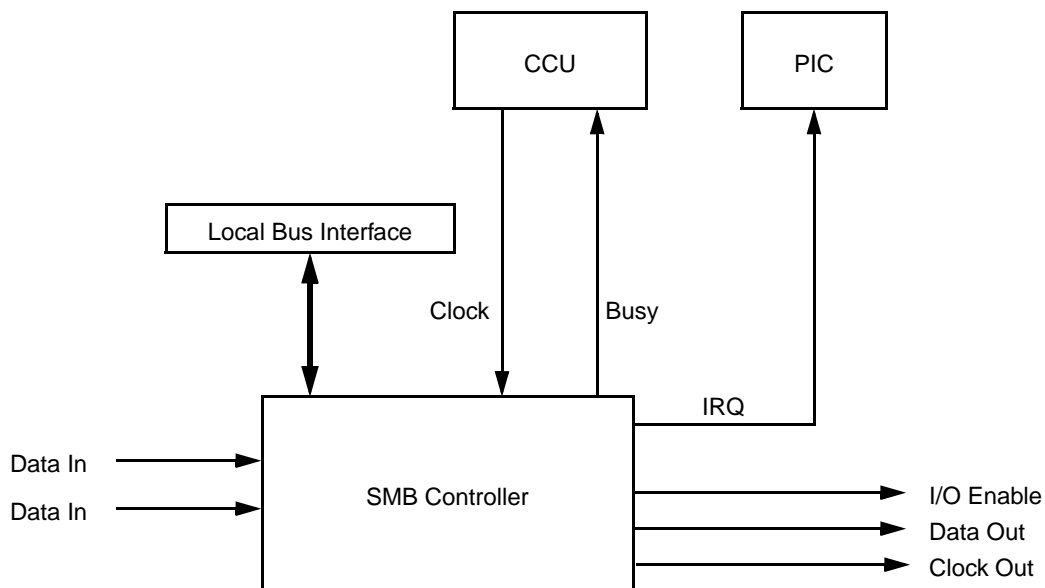 CCU
PIC
Local Bus Interface
Clock
Busy
IRQ
Data In
SMB Controller
I/O Enable
Data In
Data Out
Clock Out